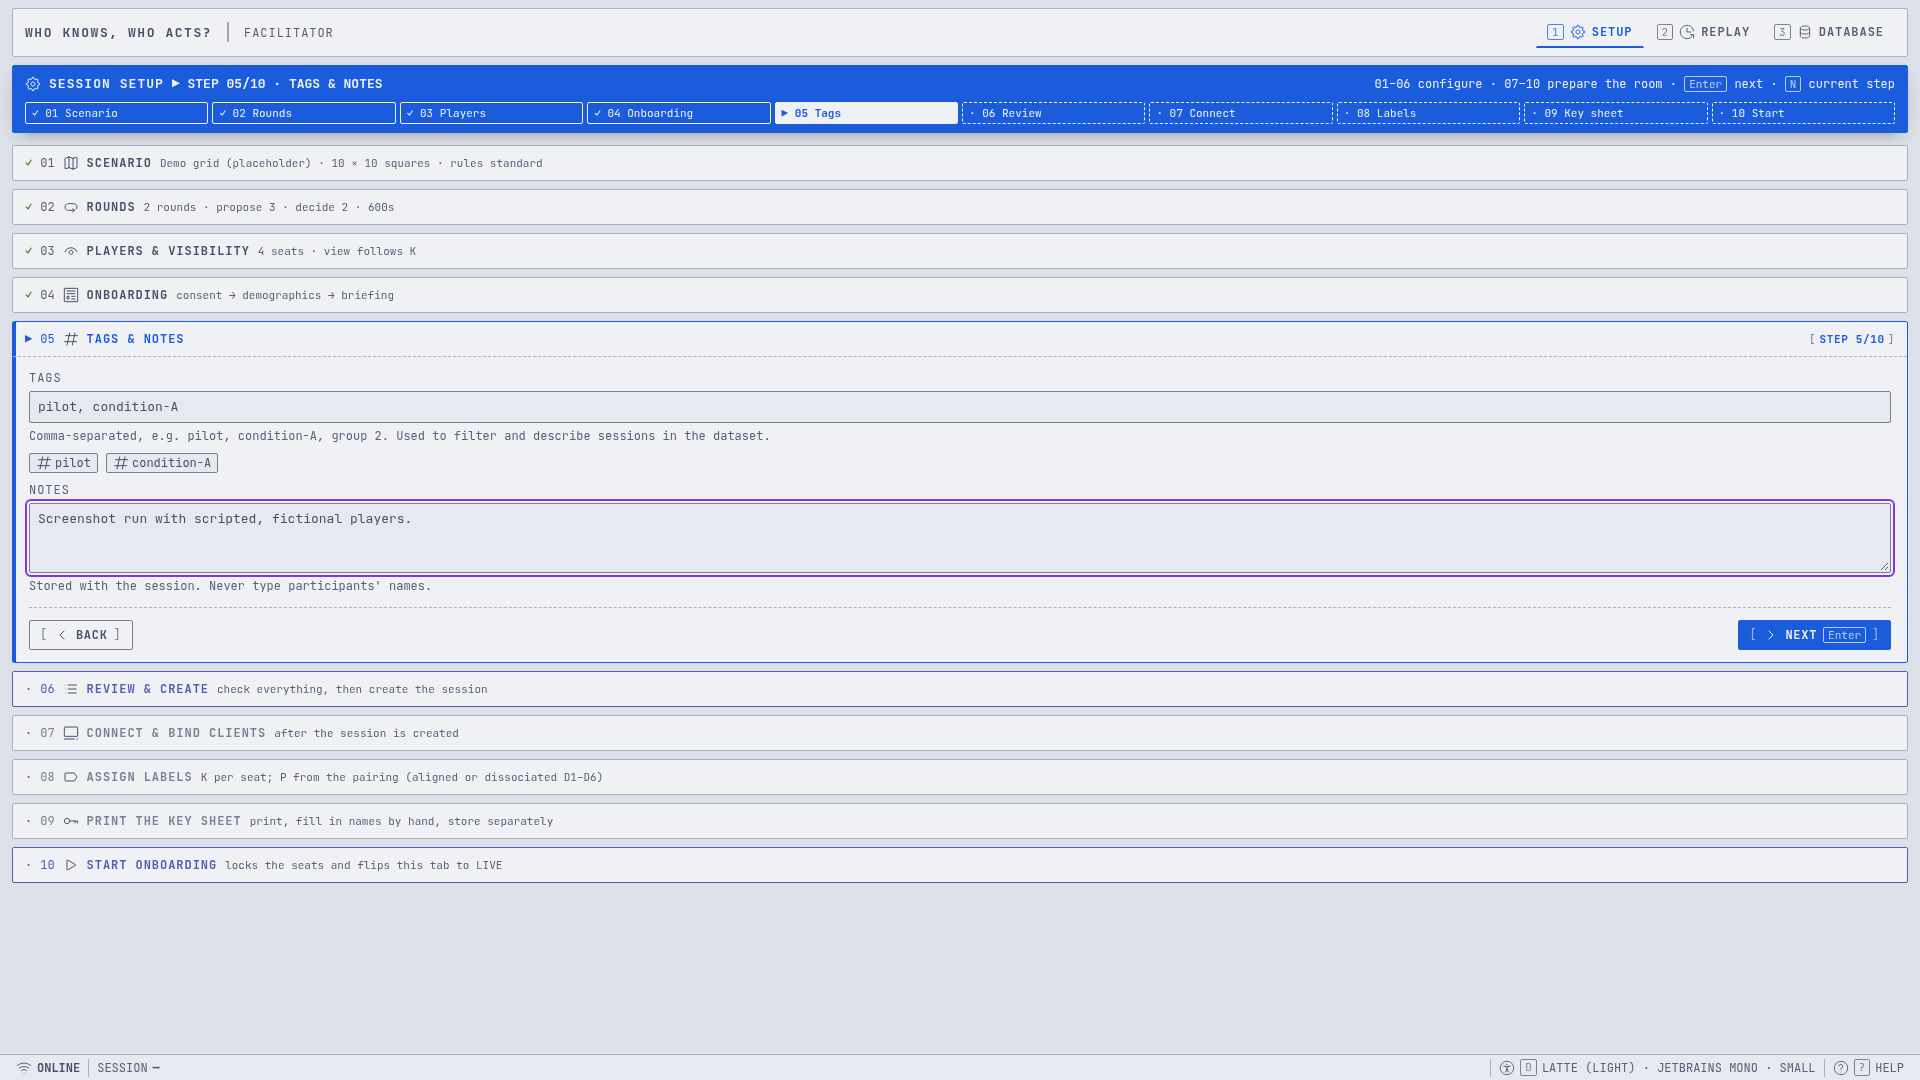 WHO KNOWS, WHO ACTS? FACILITATOR
1 SETUP 2 REPLAY 3 DATABASE
SESSION SETUP ▶ STEP 05/10 · TAGS & NOTES
01–06 configure · 07–10 prepare the room · Enter next · N current step
✓ 01 Scenario ✓ 02 Rounds ✓ 03 Players ✓ 04 Onboarding ▶ 05 Tags · 06 Review · 07 Connect · 08 Labels · 09 Key sheet · 10 Start
✓ 01 SCENARIO Demo grid (placeholder) · 10 × 10 squares · rules standard
✓ 02 ROUNDS 2 rounds · propose 3 · decide 2 · 600s
✓ 03 PLAYERS & VISIBILITY 4 seats · view follows K
✓ 04 ONBOARDING consent → demographics → briefing
▶ 05 TAGS & NOTES [ STEP 5/10 ]
TAGS
pilot, condition-A
Comma-separated, e.g. pilot, condition-A, group 2. Used to filter and describe sessions in the dataset.
# pilot # condition-A
NOTES
Screenshot run with scripted, fictional players.
Stored with the session. Never type participants' names.
[ < BACK ] [ > NEXT Enter ]
· 06 REVIEW & CREATE check everything, then create the session
· 07 CONNECT & BIND CLIENTS after the session is created
· 08 ASSIGN LABELS K per seat; P from the pairing (aligned or dissociated D1–D6)
· 09 PRINT THE KEY SHEET print, fill in names by hand, store separately
· 10 START ONBOARDING locks the seats and flips this tab to LIVE
ONLINE SESSION —
D LATTE (LIGHT) · JETBRAINS MONO · SMALL ? HELP